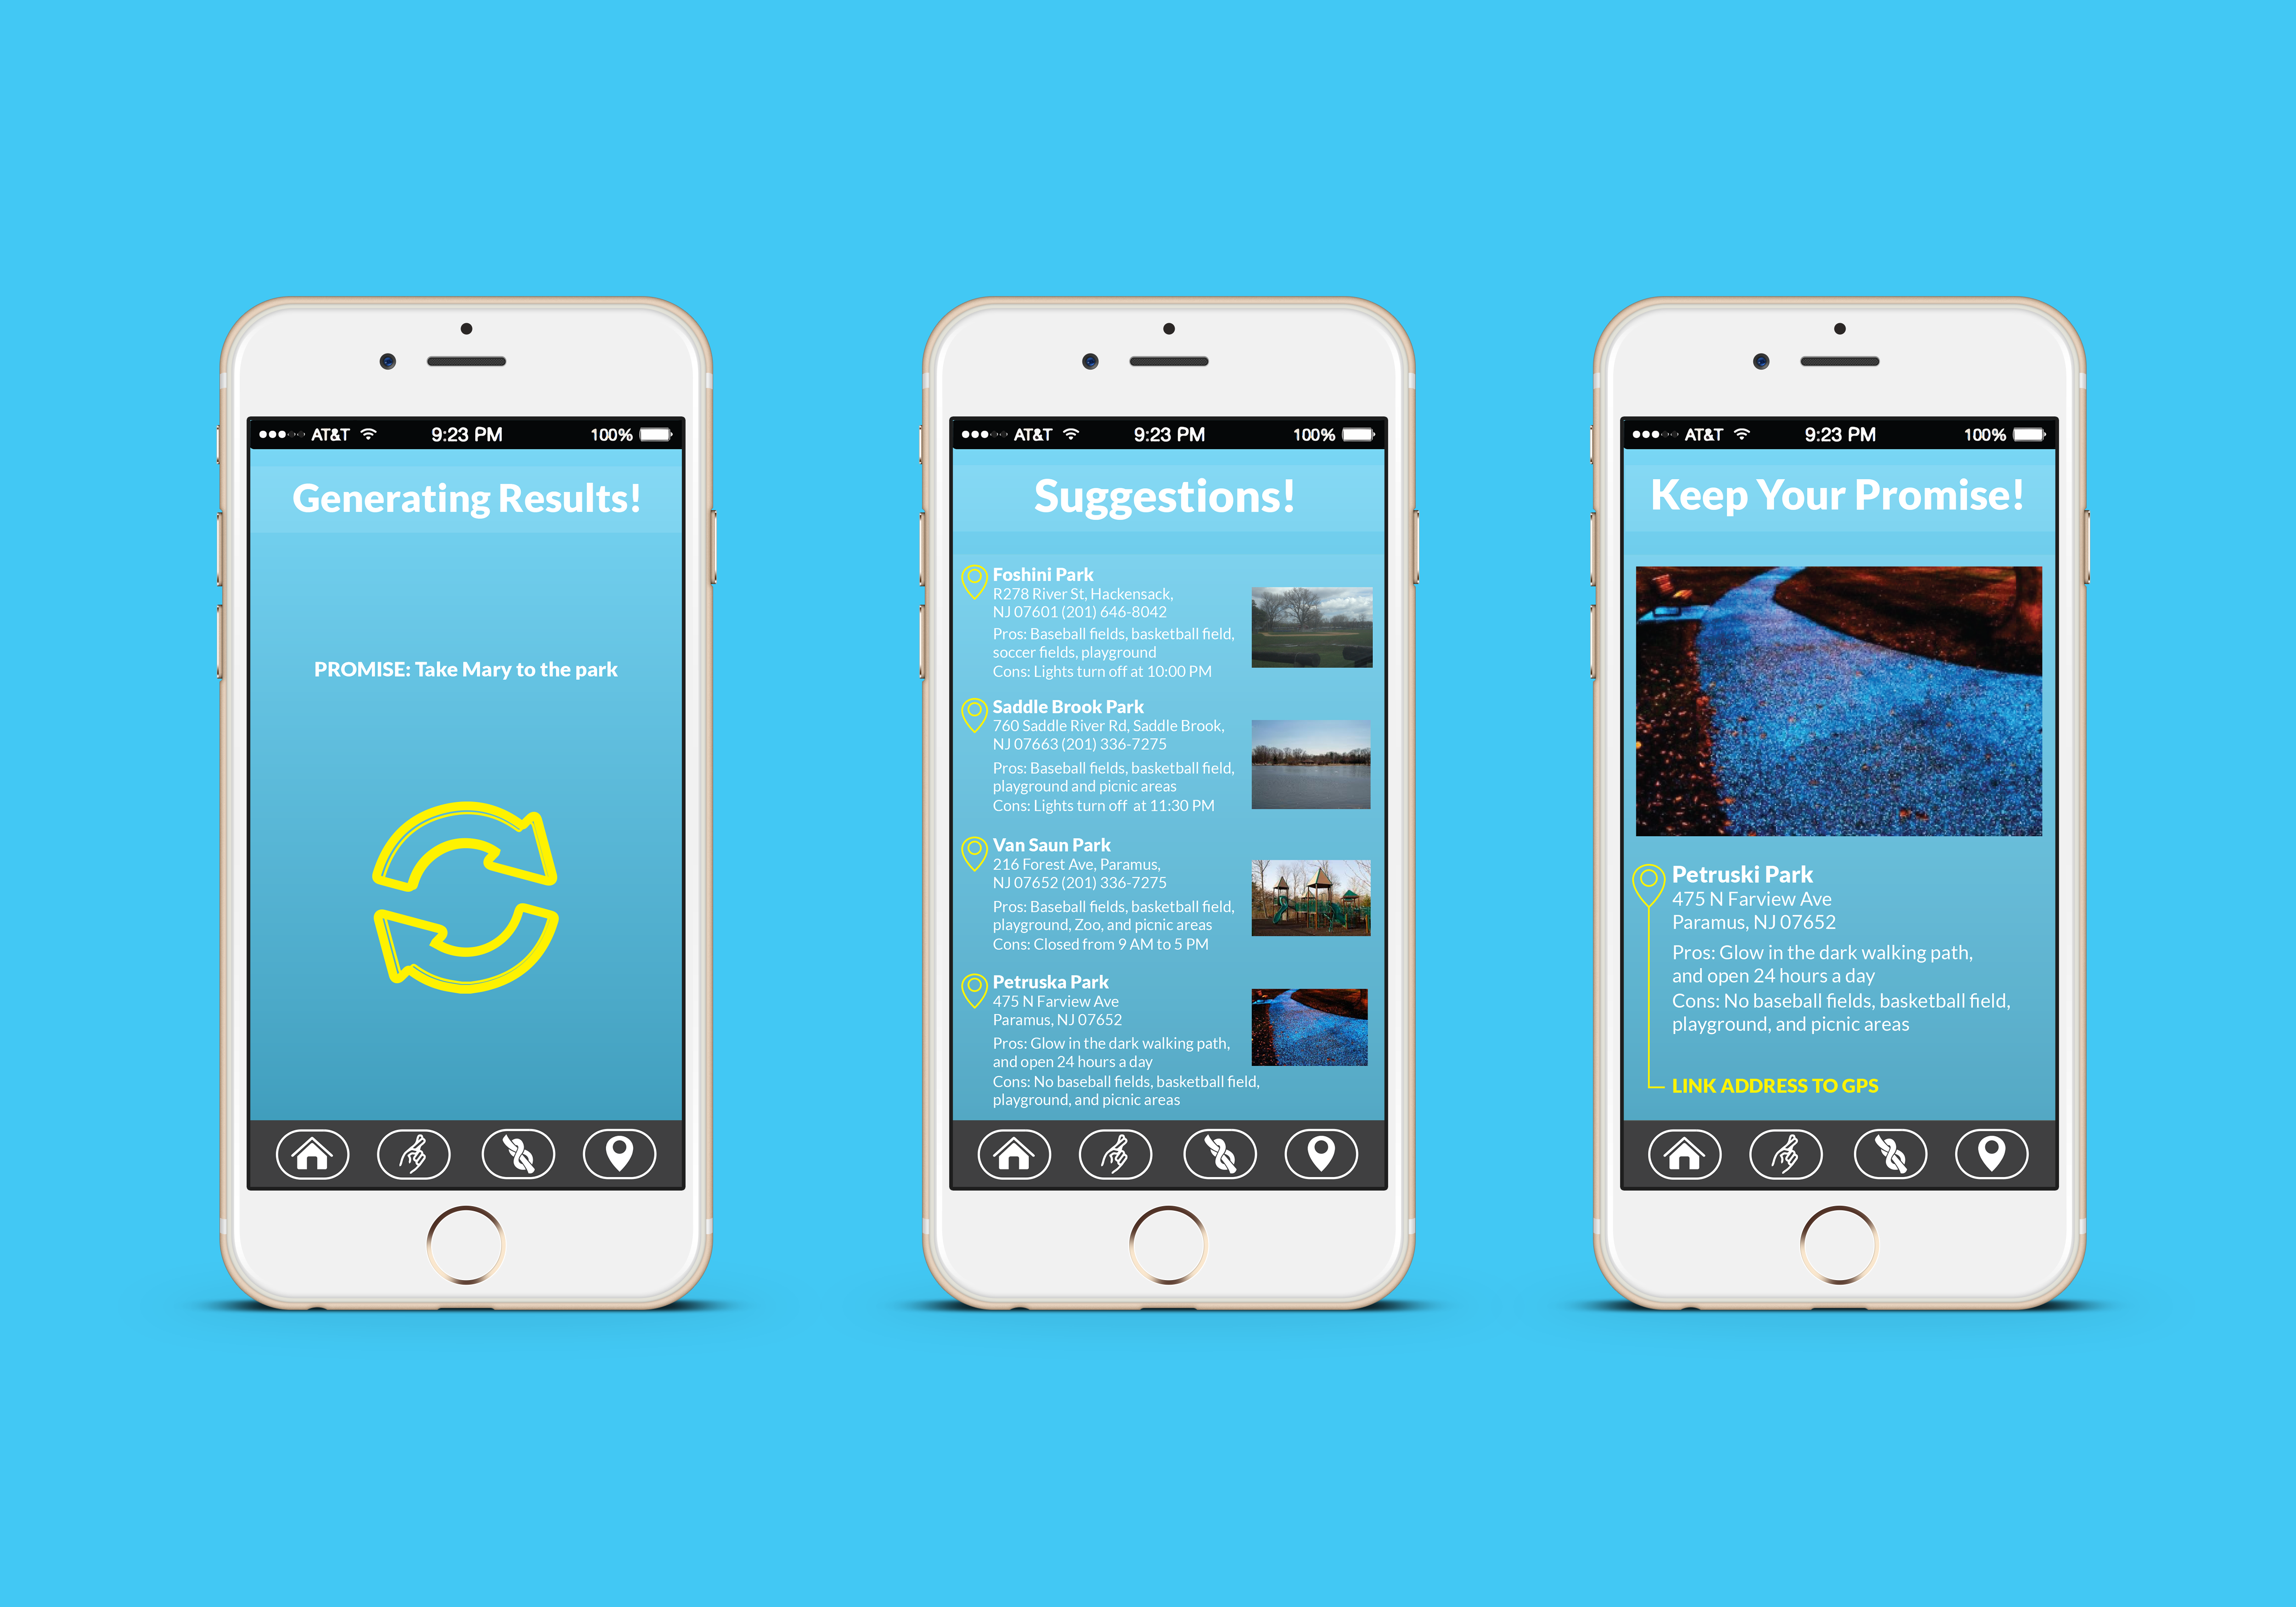 AT&T 9:23 PM 100%
Generating Results!
PROMISE: Take Mary to the park
AT&T 9:23 PM 100%
Suggestions!
Foshini Park
R278 River St, Hackensack,
NJ 07601 (201) 646-8042
Pros: Baseball fields, basketball field,
soccer fields, playground
Cons: Lights turn off at 10:00 PM
Saddle Brook Park
760 Saddle River Rd, Saddle Brook,
NJ 07663 (201) 336-7275
Pros: Baseball fields, basketball field,
playground and picnic areas
Cons: Lights turn off at 11:30 PM
Van Saun Park
216 Forest Ave, Paramus,
NJ 07652 (201) 336-7275
Pros: Baseball fields, basketball field,
playground, Zoo, and picnic areas
Cons: Closed from 9 AM to 5 PM
Petruska Park
475 N Farview Ave
Paramus, NJ 07652
Pros: Glow in the dark walking path,
and open 24 hours a day
Cons: No baseball fields, basketball field,
playground, and picnic areas
AT&T 9:23 PM 100%
Keep Your Promise!
Petruski Park
475 N Farview Ave
Paramus, NJ 07652
Pros: Glow in the dark walking path,
and open 24 hours a day
Cons: No baseball fields, basketball field,
playground, and picnic areas
LINK ADDRESS TO GPS